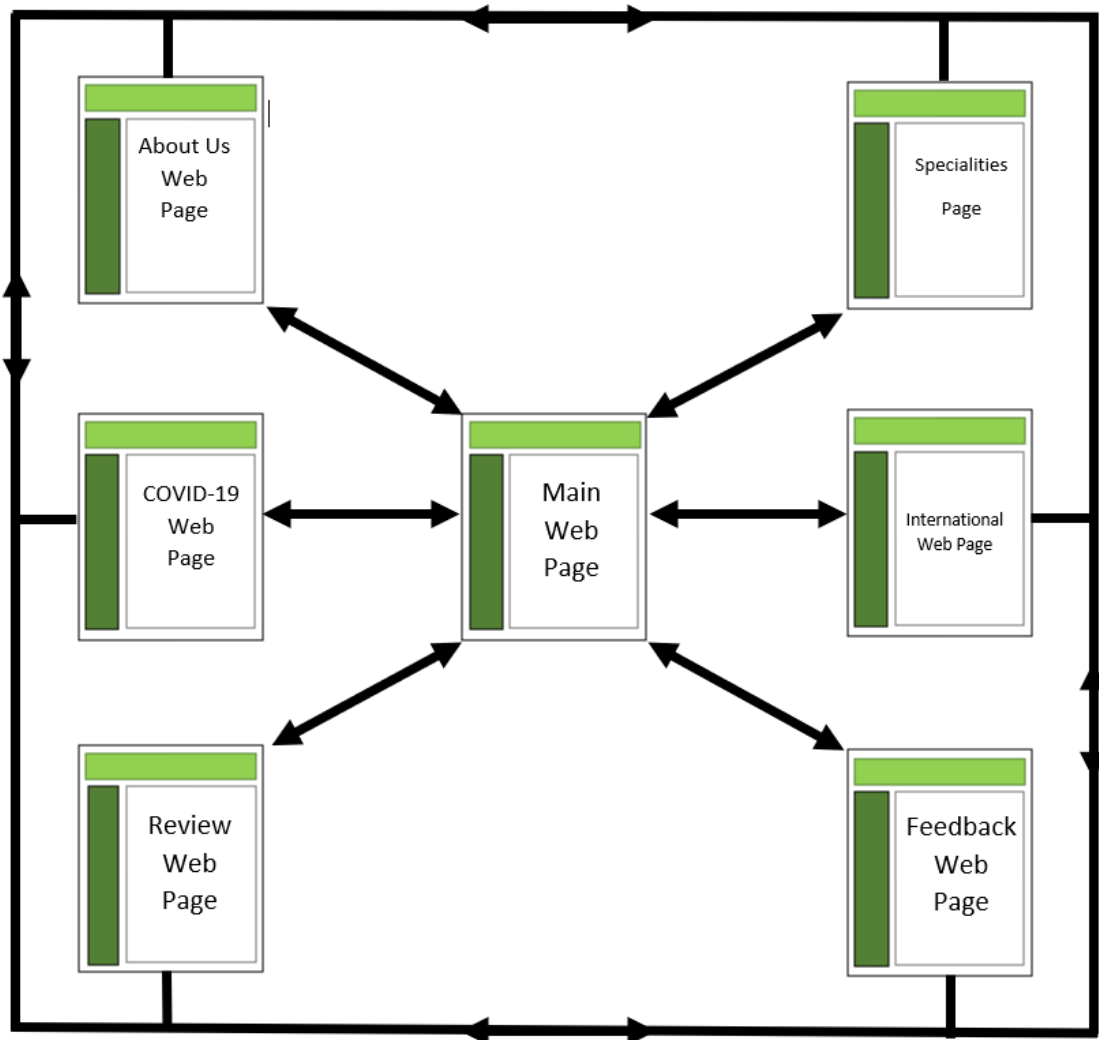 About Us
Web
Page
Specialities
Page
COVID-19
Web
Page
Main
Web
Page
International
Web Page
Review
Web
Page
Feedback
Web
Page